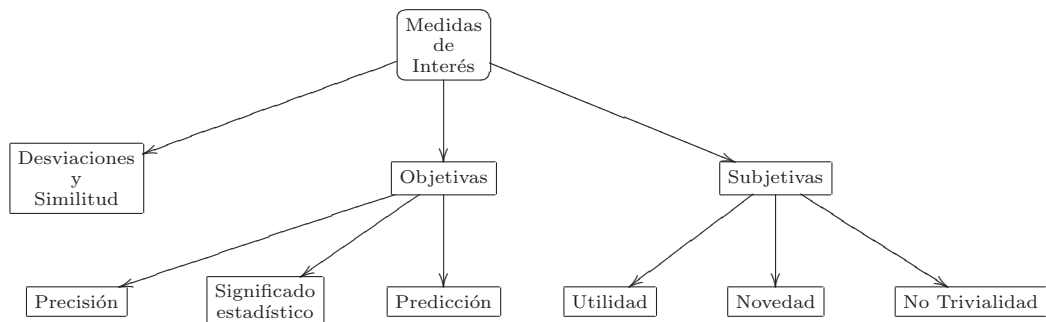 Medidas
de
Interés
Desviaciones
y
Similitud
Objetivas
Subjetivas
Precisión
Significado
estadístico
Predicción
Utilidad
Novedad
No Trivialidad